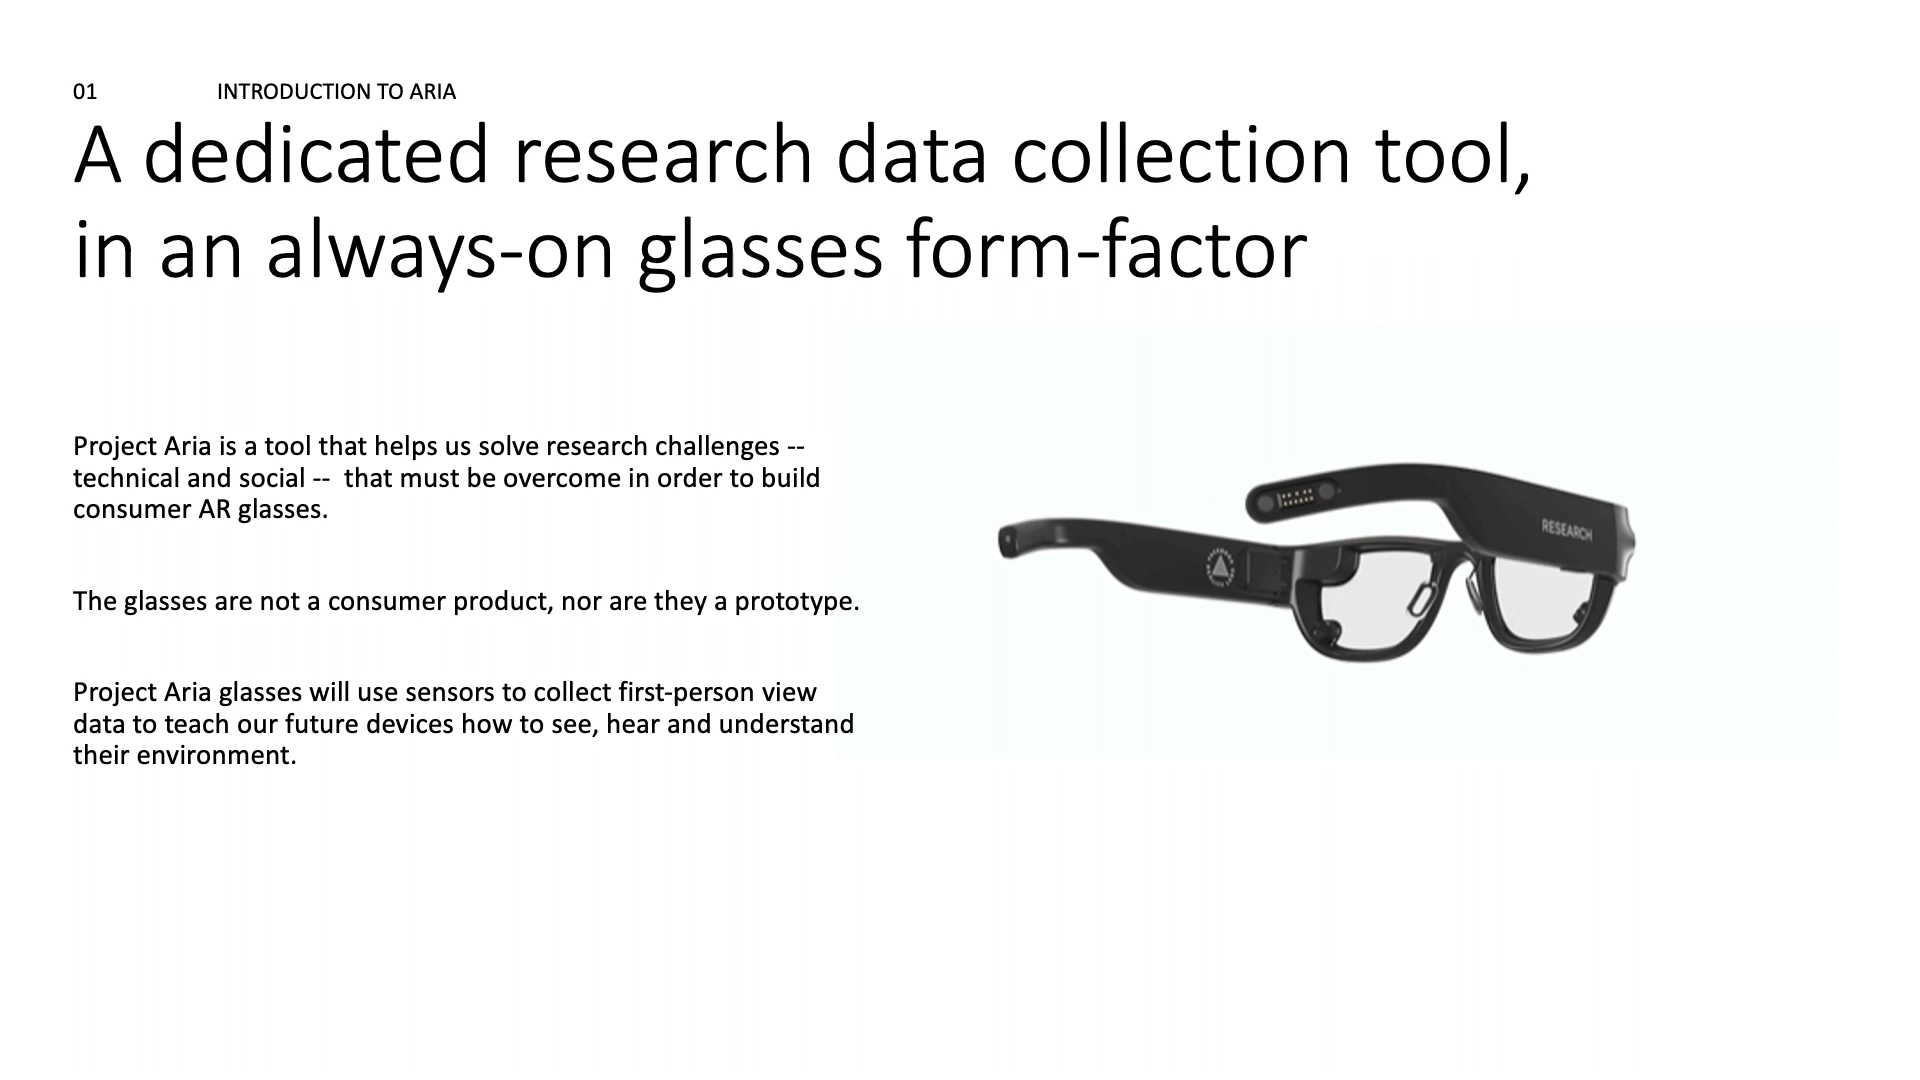 01 INTRODUCTION TO ARIA
A dedicated research data collection tool,
in an always-on glasses form-factor
Project Aria is a tool that helps us solve research challenges --
technical and social --  that must be overcome in order to build
consumer AR glasses.
The glasses are not a consumer product, nor are they a prototype.
Project Aria glasses will use sensors to collect first-person view
data to teach our future devices how to see, hear and understand
their environment.
RESEARCH